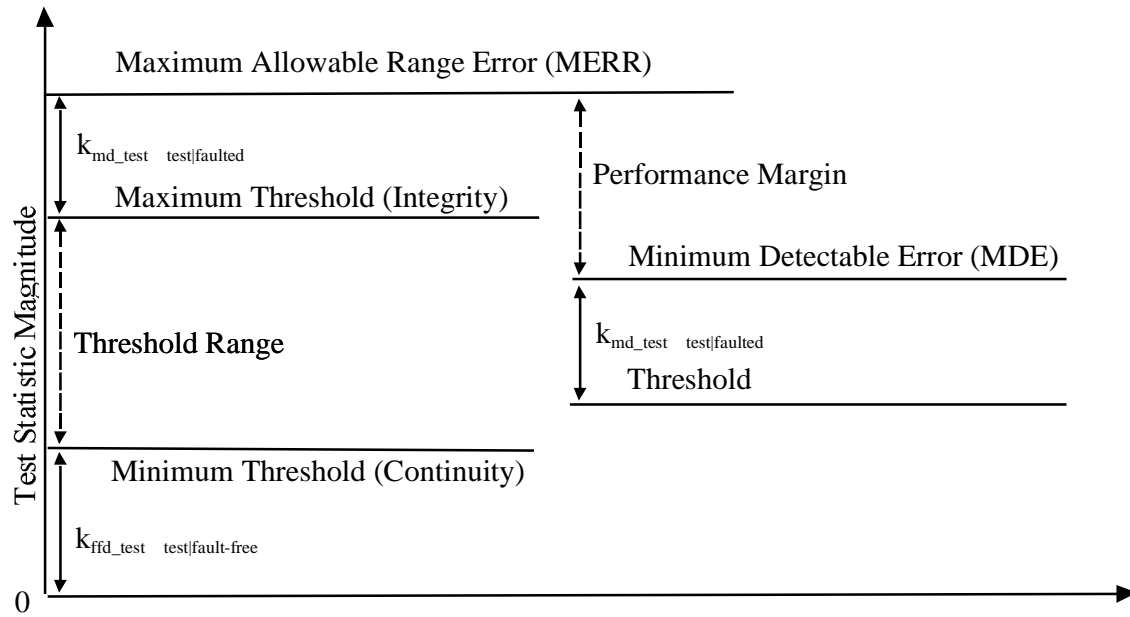 Maximum Allowable Range Error (MERR)
kmd_test test|faulted
Performance Margin
Maximum Threshold (Integrity)
Minimum Detectable Error (MDE)
Test Statistic Magnitude
Threshold Range
kmd_test test|faulted
Threshold
Minimum Threshold (Continuity)
kffd_test test|fault-free
0